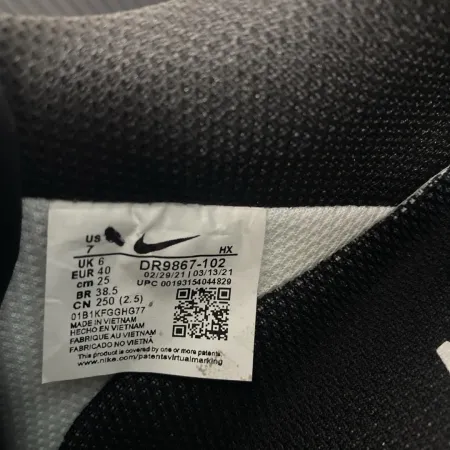 US 7
UK 6
EUR 40
cm 25
BR 38.5
CN 250 (2.5)
HX
DR9867-102
02/29/21 | 03/13/21
UPC 00193154044829
01B1KFGGHG77
MADE IN VIETNAM
HECHO EN VIETNAM
FABRIQUE AU VIETNAM
FABRICADO NO VIETNÃ
This product is covered by one or more patents
www.nike.com/patentsvirtualmarking